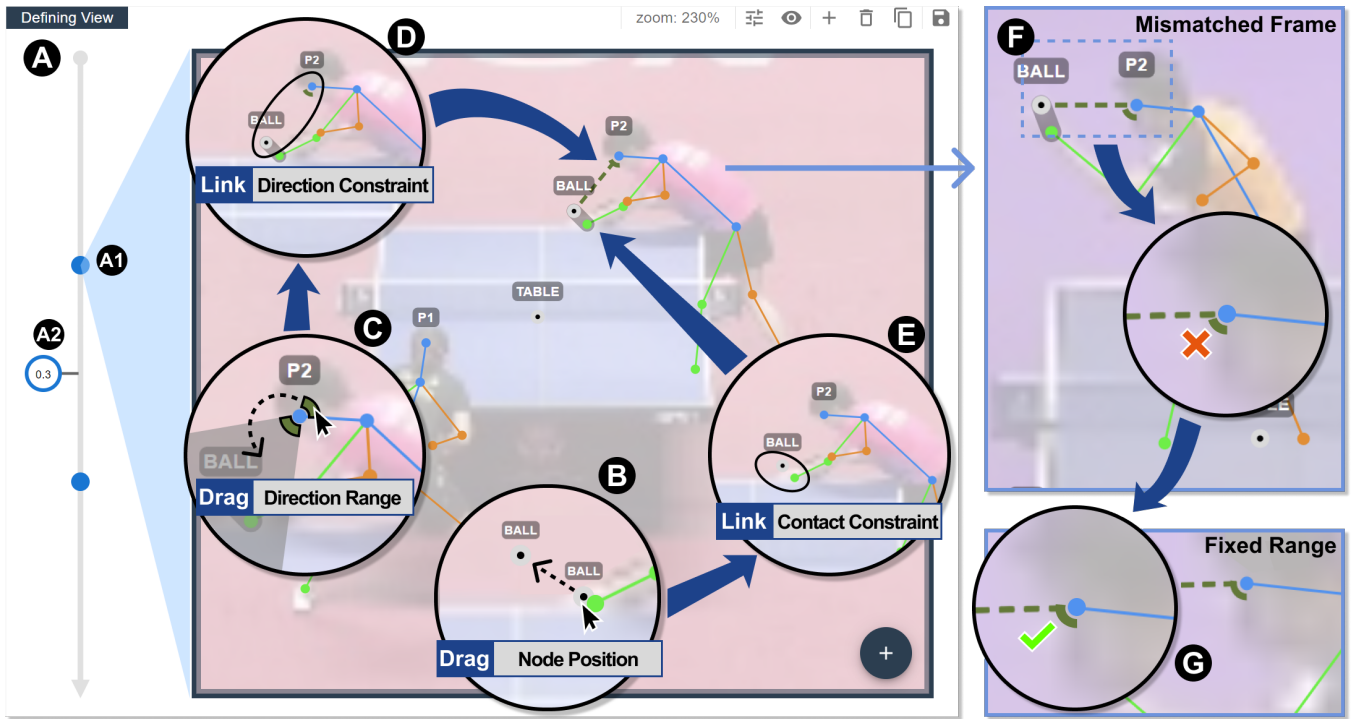 Defining View
zoom: 230%
A
A1
A2
0.3
D
P2
BALL
Link Direction Constraint
P2
BALL
TABLE
P1
C
P2
BALL
Drag Direction Range
B
BALL
BALL
Drag Node Position
E
P2
BALL
Link Contact Constraint
+
Mismatched Frame
F
BALL
P2
Fixed Range
G